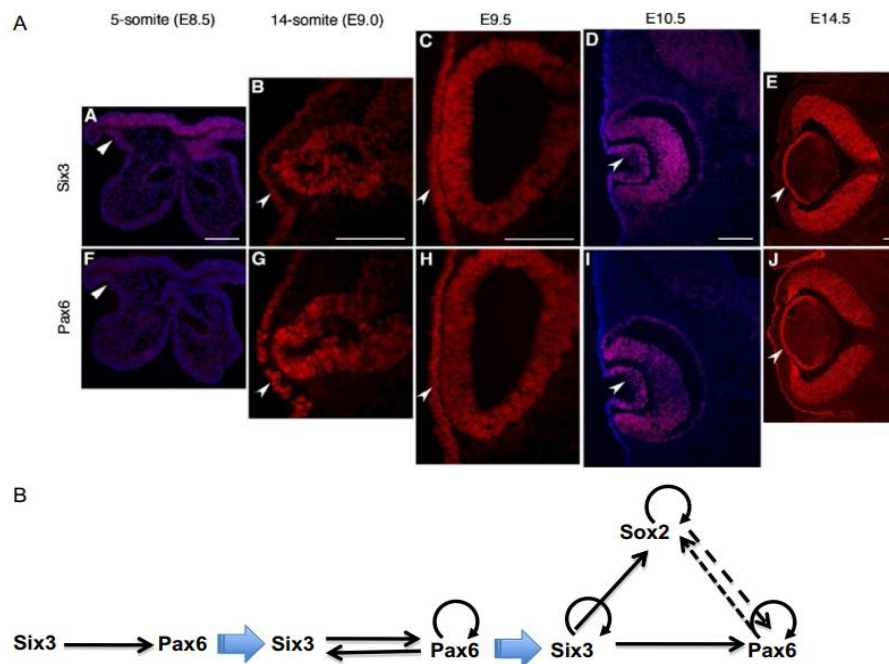 A
5-somite (E8.5) 14-somite (E9.0) E9.5 E10.5 E14.5
Six3
A B C D E
Pax6
F G H I J
B
Sox2
Six3 Pax6 Six3 Pax6 Six3 Pax6